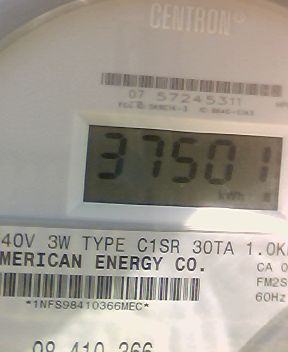 CENTRON®
07 57245311
37501
kWh
40V 3W TYPE C1SR 30TA 1.0K
MERICAN ENERGY CO.
CA 0
FM2S
60Hz
*1NFS98410366MEC*
98 410 366